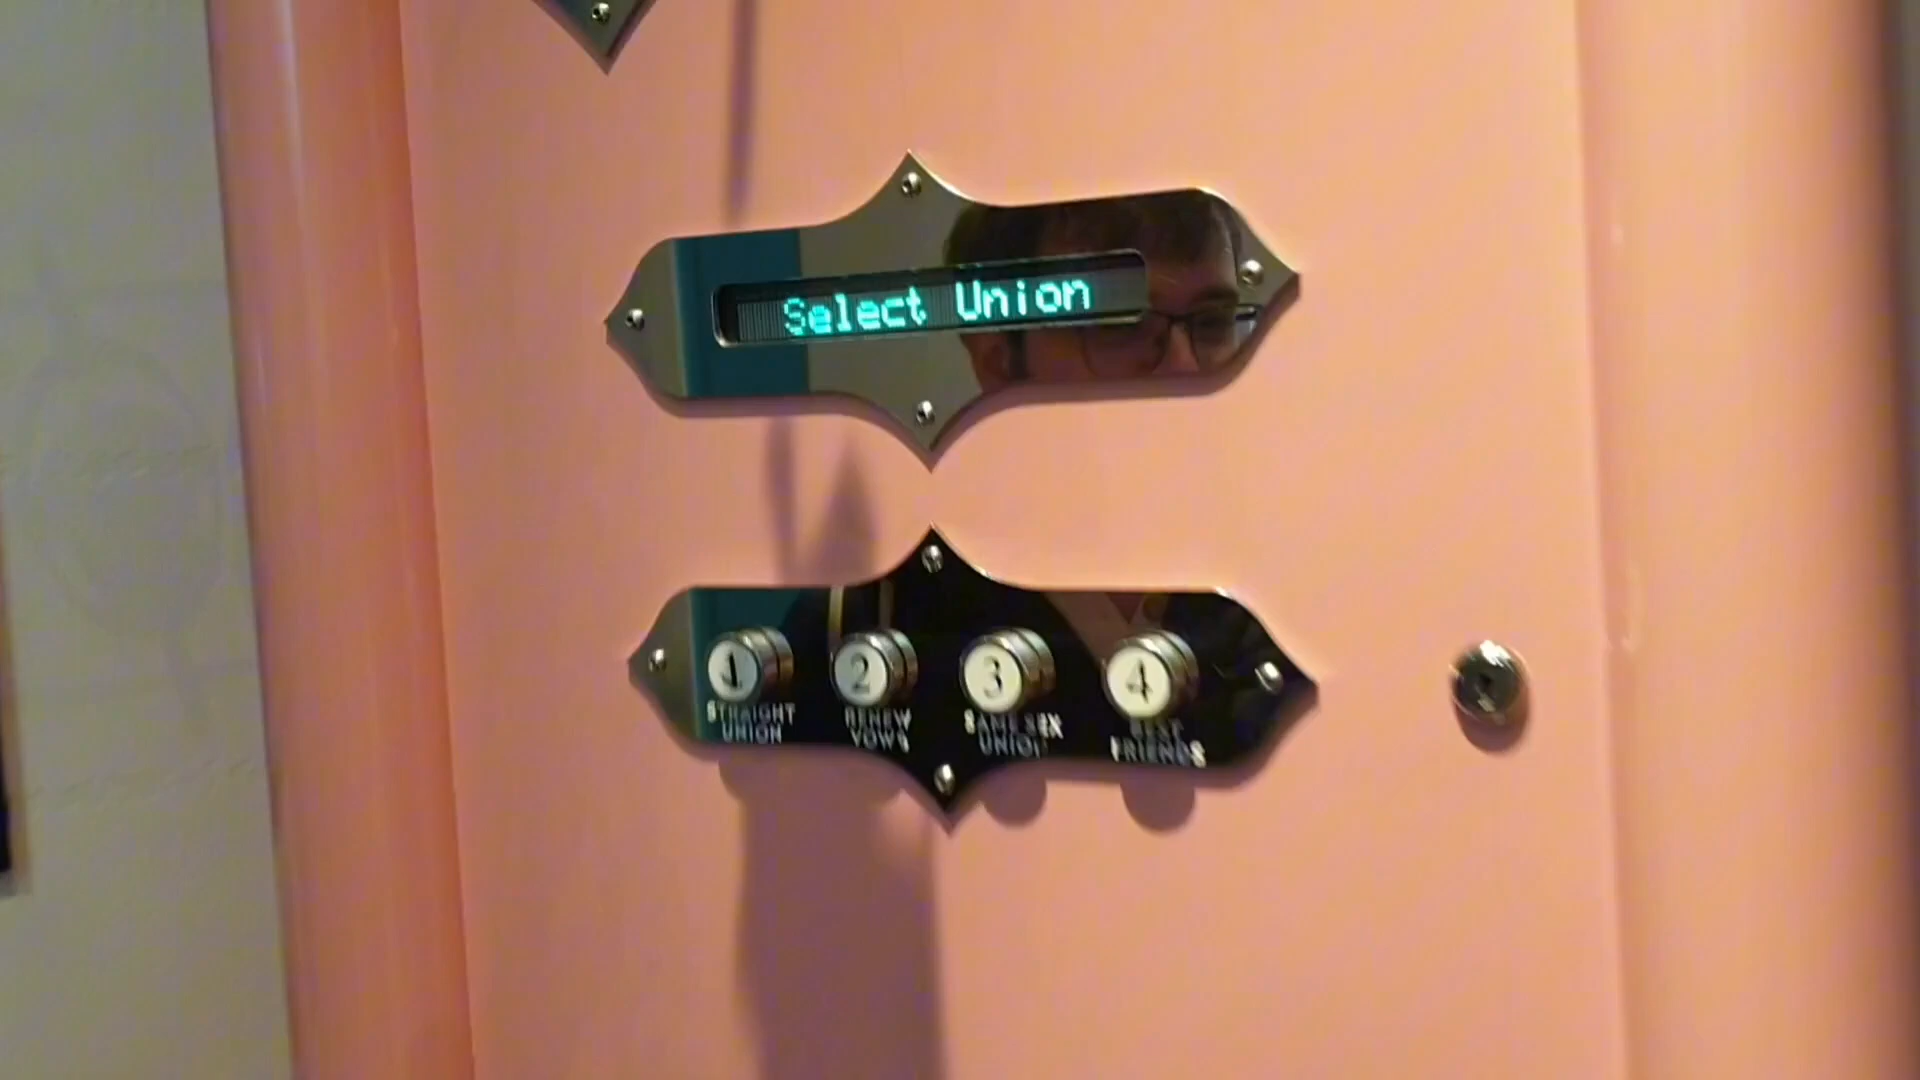 Select Union
1 2 3 4
STRAIGHT UNION
RENEW VOWS
SAME SEX UNION
BEST FRIENDS